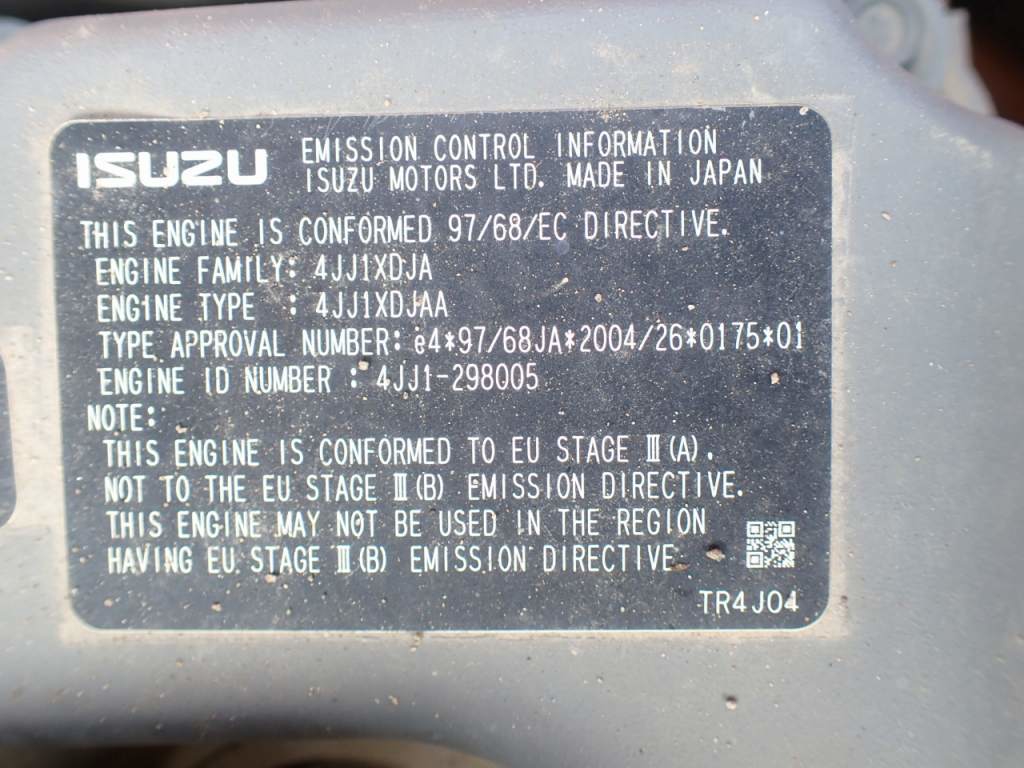 ISUZU EMISSION CONTROL INFORMATION
ISUZU MOTORS LTD. MADE IN JAPAN
THIS ENGINE IS CONFORMED 97/68/EC DIRECTIVE.
ENGINE FAMILY: 4JJ1XDJA
ENGINE TYPE : 4JJ1XDJAA
TYPE APPROVAL NUMBER: e4*97/68JA*2004/26*0175*01
ENGINE ID NUMBER : 4JJ1-298005
NOTE:
THIS ENGINE IS CONFORMED TO EU STAGE Ⅲ(A).
NOT TO THE EU STAGE Ⅲ(B) EMISSION DIRECTIVE.
THIS ENGINE MAY NOT BE USED IN THE REGION
HAVING EU STAGE Ⅲ(B) EMISSION DIRECTIVE
TR4J04